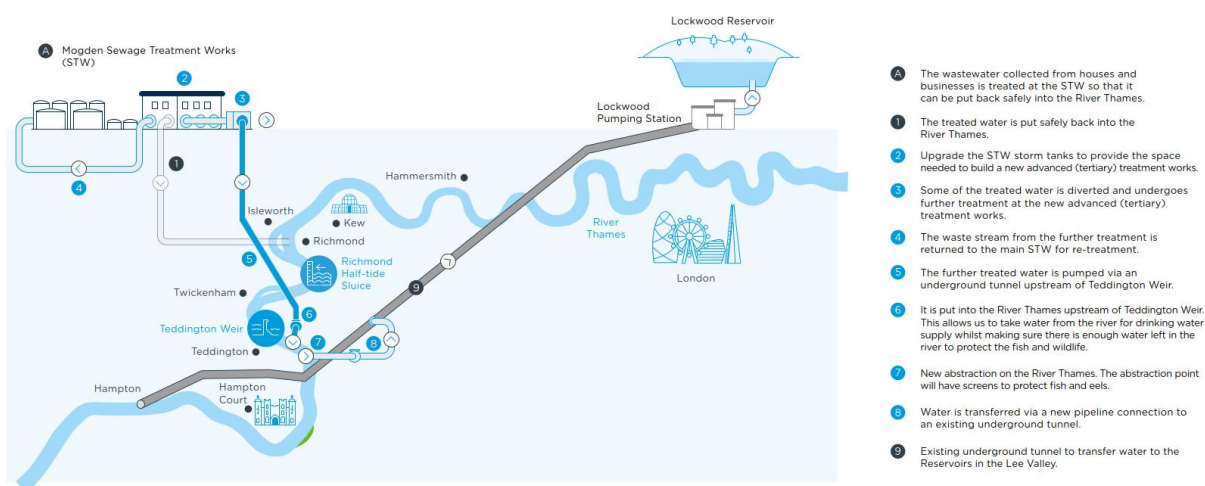 Lockwood Reservoir
A Mogden Sewage Treatment Works
(STW)
2
3
Lockwood
Pumping Station
1
4
Hammersmith
Isleworth
Kew
River
Thames
Richmond
5
Richmond
Half-tide
Sluice
London
9
Twickenham
6
Teddington Weir
7
8
Teddington
Hampton
Hampton
Court
A The wastewater collected from houses and
businesses is treated at the STW so that it
can be put back safely into the River Thames.
1 The treated water is put safely back into the
River Thames.
2 Upgrade the STW storm tanks to provide the space
needed to build a new advanced (tertiary) treatment works.
3 Some of the treated water is diverted and undergoes
further treatment at the new advanced (tertiary)
treatment works.
4 The waste stream from the further treatment is
returned to the main STW for re-treatment.
5 The further treated water is pumped via an
underground tunnel upstream of Teddington Weir.
6 It is put into the River Thames upstream of Teddington Weir.
This allows us to take water from the river for drinking water
supply whilst making sure there is enough water left in the
river to protect the fish and wildlife.
7 New abstraction on the River Thames. The abstraction point
will have screens to protect fish and eels.
8 Water is transferred via a new pipeline connection to
an existing underground tunnel.
9 Existing underground tunnel to transfer water to the
Reservoirs in the Lee Valley.